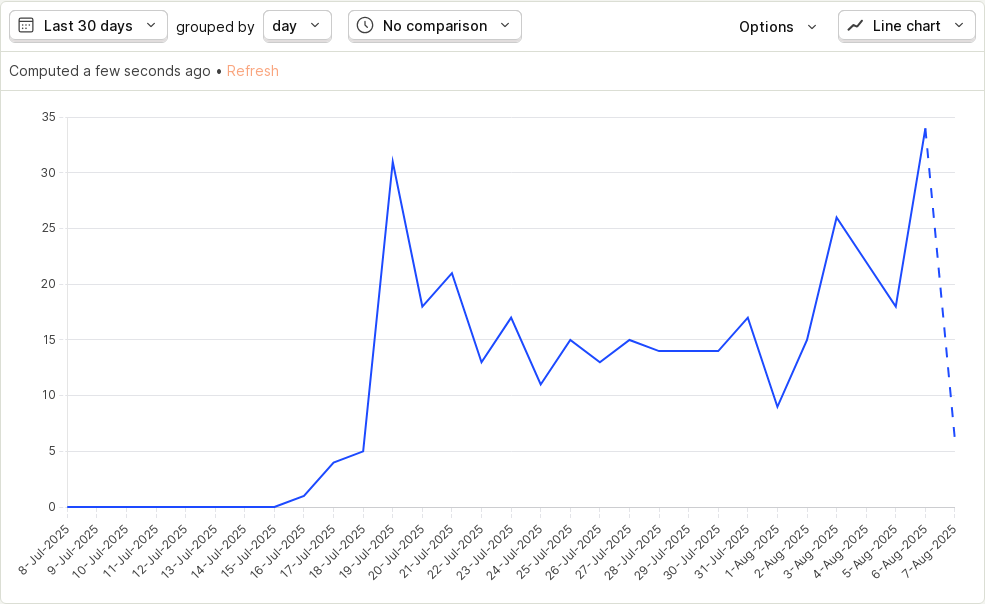 Last 30 days grouped by day No comparison Options Line chart
Computed a few seconds ago • Refresh
35
30
25
20
15
10
5
0
8-Jul-2025
9-Jul-2025
10-Jul-2025
11-Jul-2025
12-Jul-2025
13-Jul-2025
14-Jul-2025
15-Jul-2025
16-Jul-2025
17-Jul-2025
18-Jul-2025
19-Jul-2025
20-Jul-2025
21-Jul-2025
22-Jul-2025
23-Jul-2025
24-Jul-2025
25-Jul-2025
26-Jul-2025
27-Jul-2025
28-Jul-2025
29-Jul-2025
30-Jul-2025
31-Jul-2025
1-Aug-2025
2-Aug-2025
3-Aug-2025
4-Aug-2025
5-Aug-2025
6-Aug-2025
7-Aug-2025